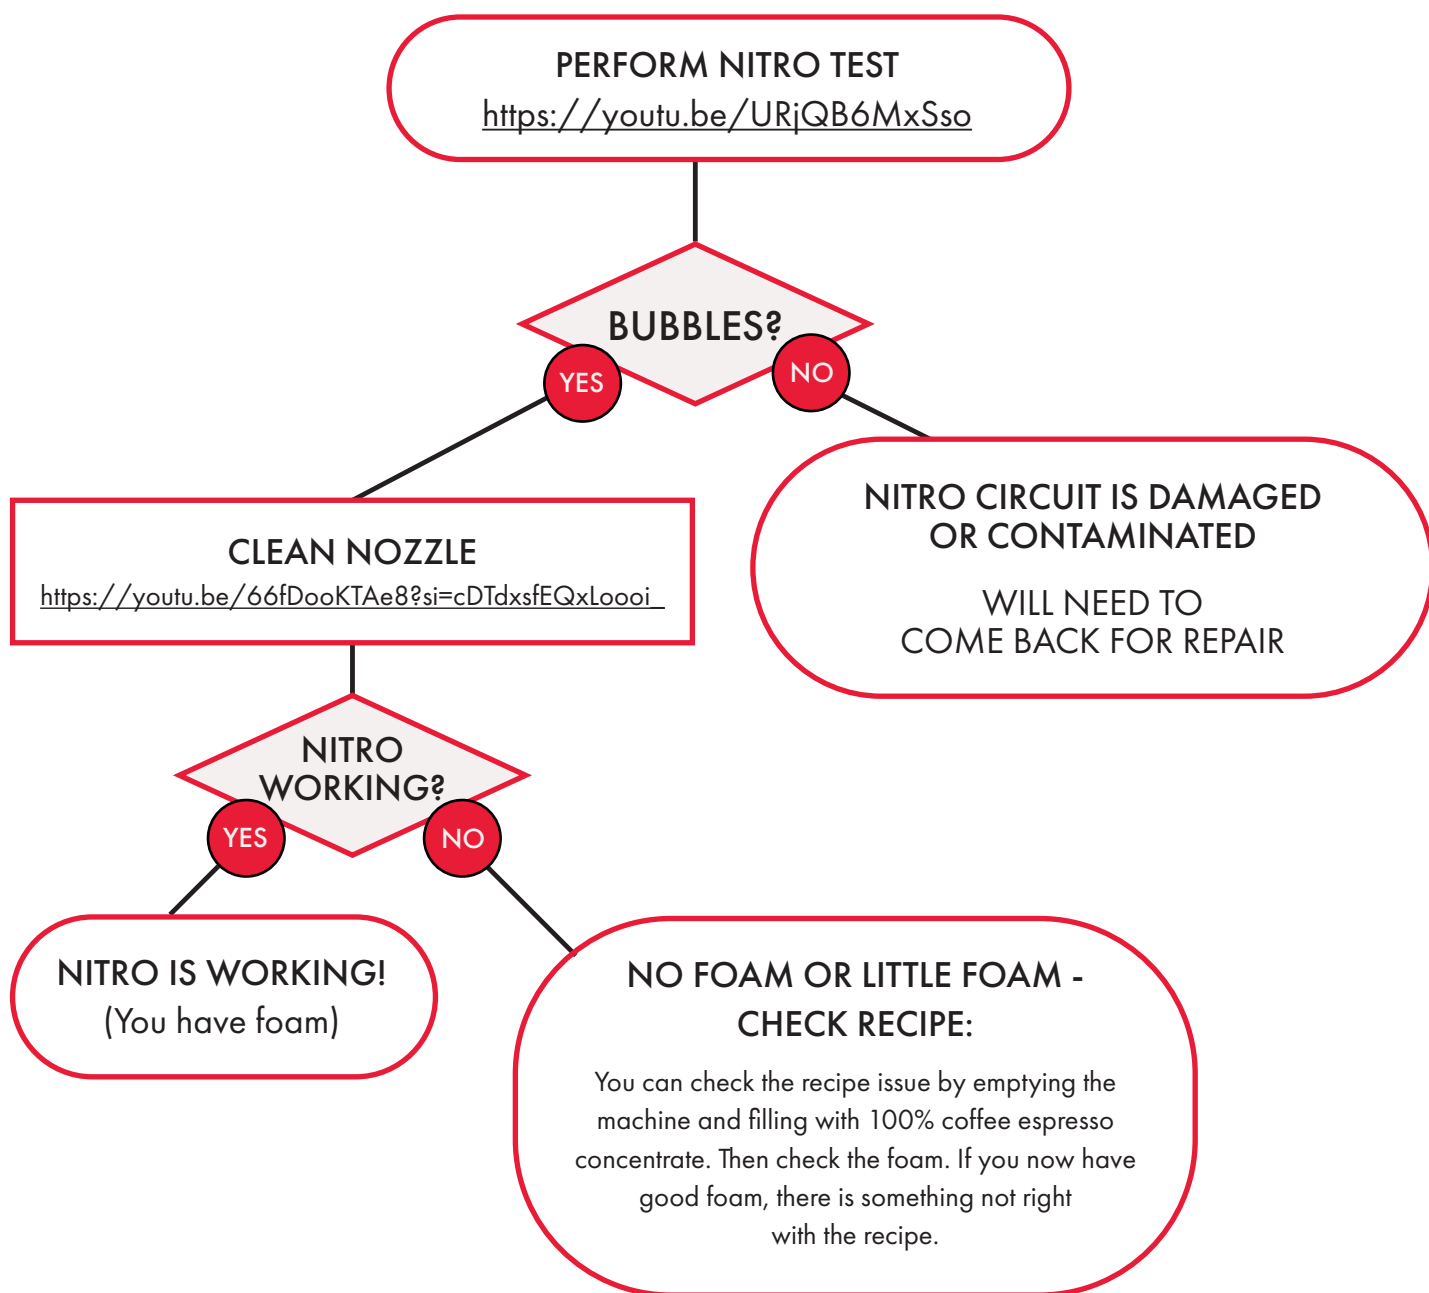 PERFORM NITRO TEST
https://youtu.be/URjQB6MxSso
BUBBLES?
YES
NO
NITRO CIRCUIT IS DAMAGED
OR CONTAMINATED
WILL NEED TO
COME BACK FOR REPAIR
CLEAN NOZZLE
https://youtu.be/66fDooKTAe8?si=cDTdxsfEQxLoooi_
NITRO
WORKING?
YES
NO
NITRO IS WORKING!
(You have foam)
NO FOAM OR LITTLE FOAM -
CHECK RECIPE:
You can check the recipe issue by emptying the
machine and filling with 100% coffee espresso
concentrate. Then check the foam. If you now have
good foam, there is something not right
with the recipe.